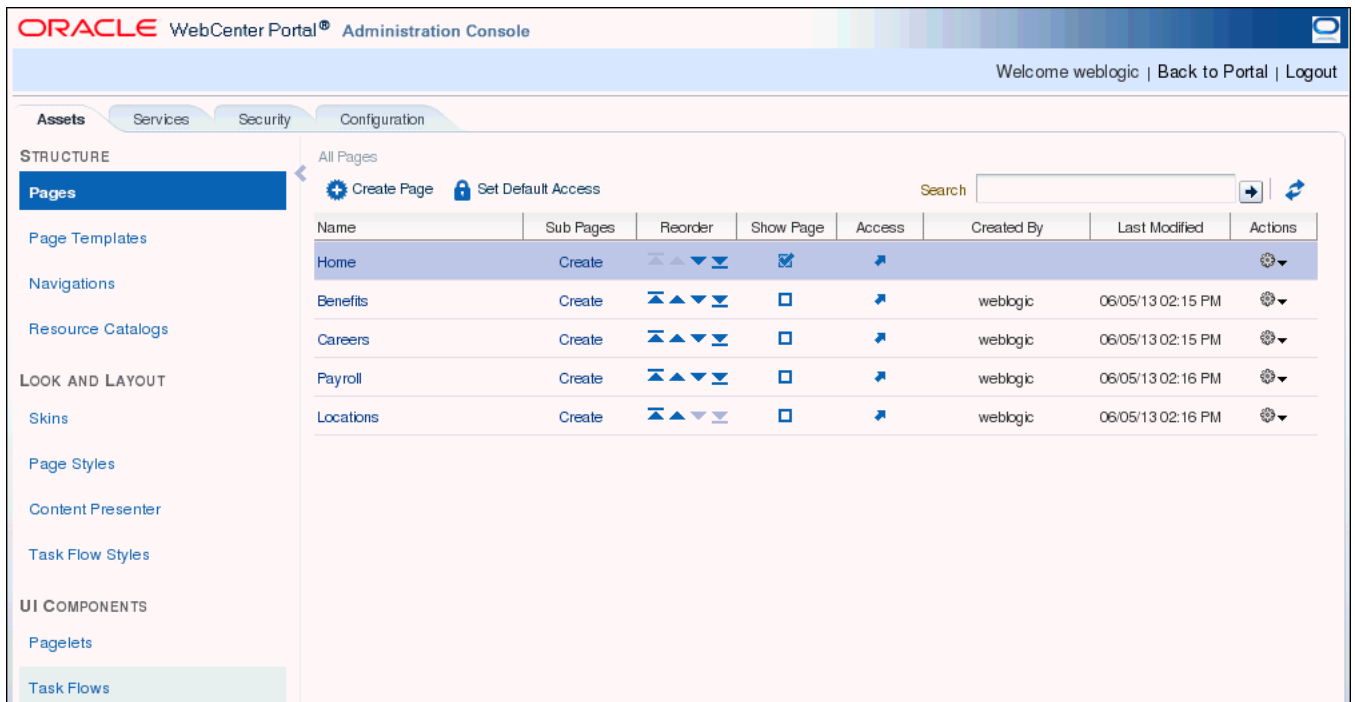 ORACLE WebCenter Portal® Administration Console
Welcome weblogic | Back to Portal | Logout
Assets Services Security Configuration
STRUCTURE
Pages
Page Templates
Navigations
Resource Catalogs
LOOK AND LAYOUT
Skins
Page Styles
Content Presenter
Task Flow Styles
UI COMPONENTS
Pagelets
Task Flows
All Pages
Create Page Set Default Access Search
Name Sub Pages Reorder Show Page Access Created By Last Modified Actions
Home Create
Benefits Create weblogic 06/05/13 02:15 PM
Careers Create weblogic 06/05/13 02:15 PM
Payroll Create weblogic 06/05/13 02:16 PM
Locations Create weblogic 06/05/13 02:16 PM